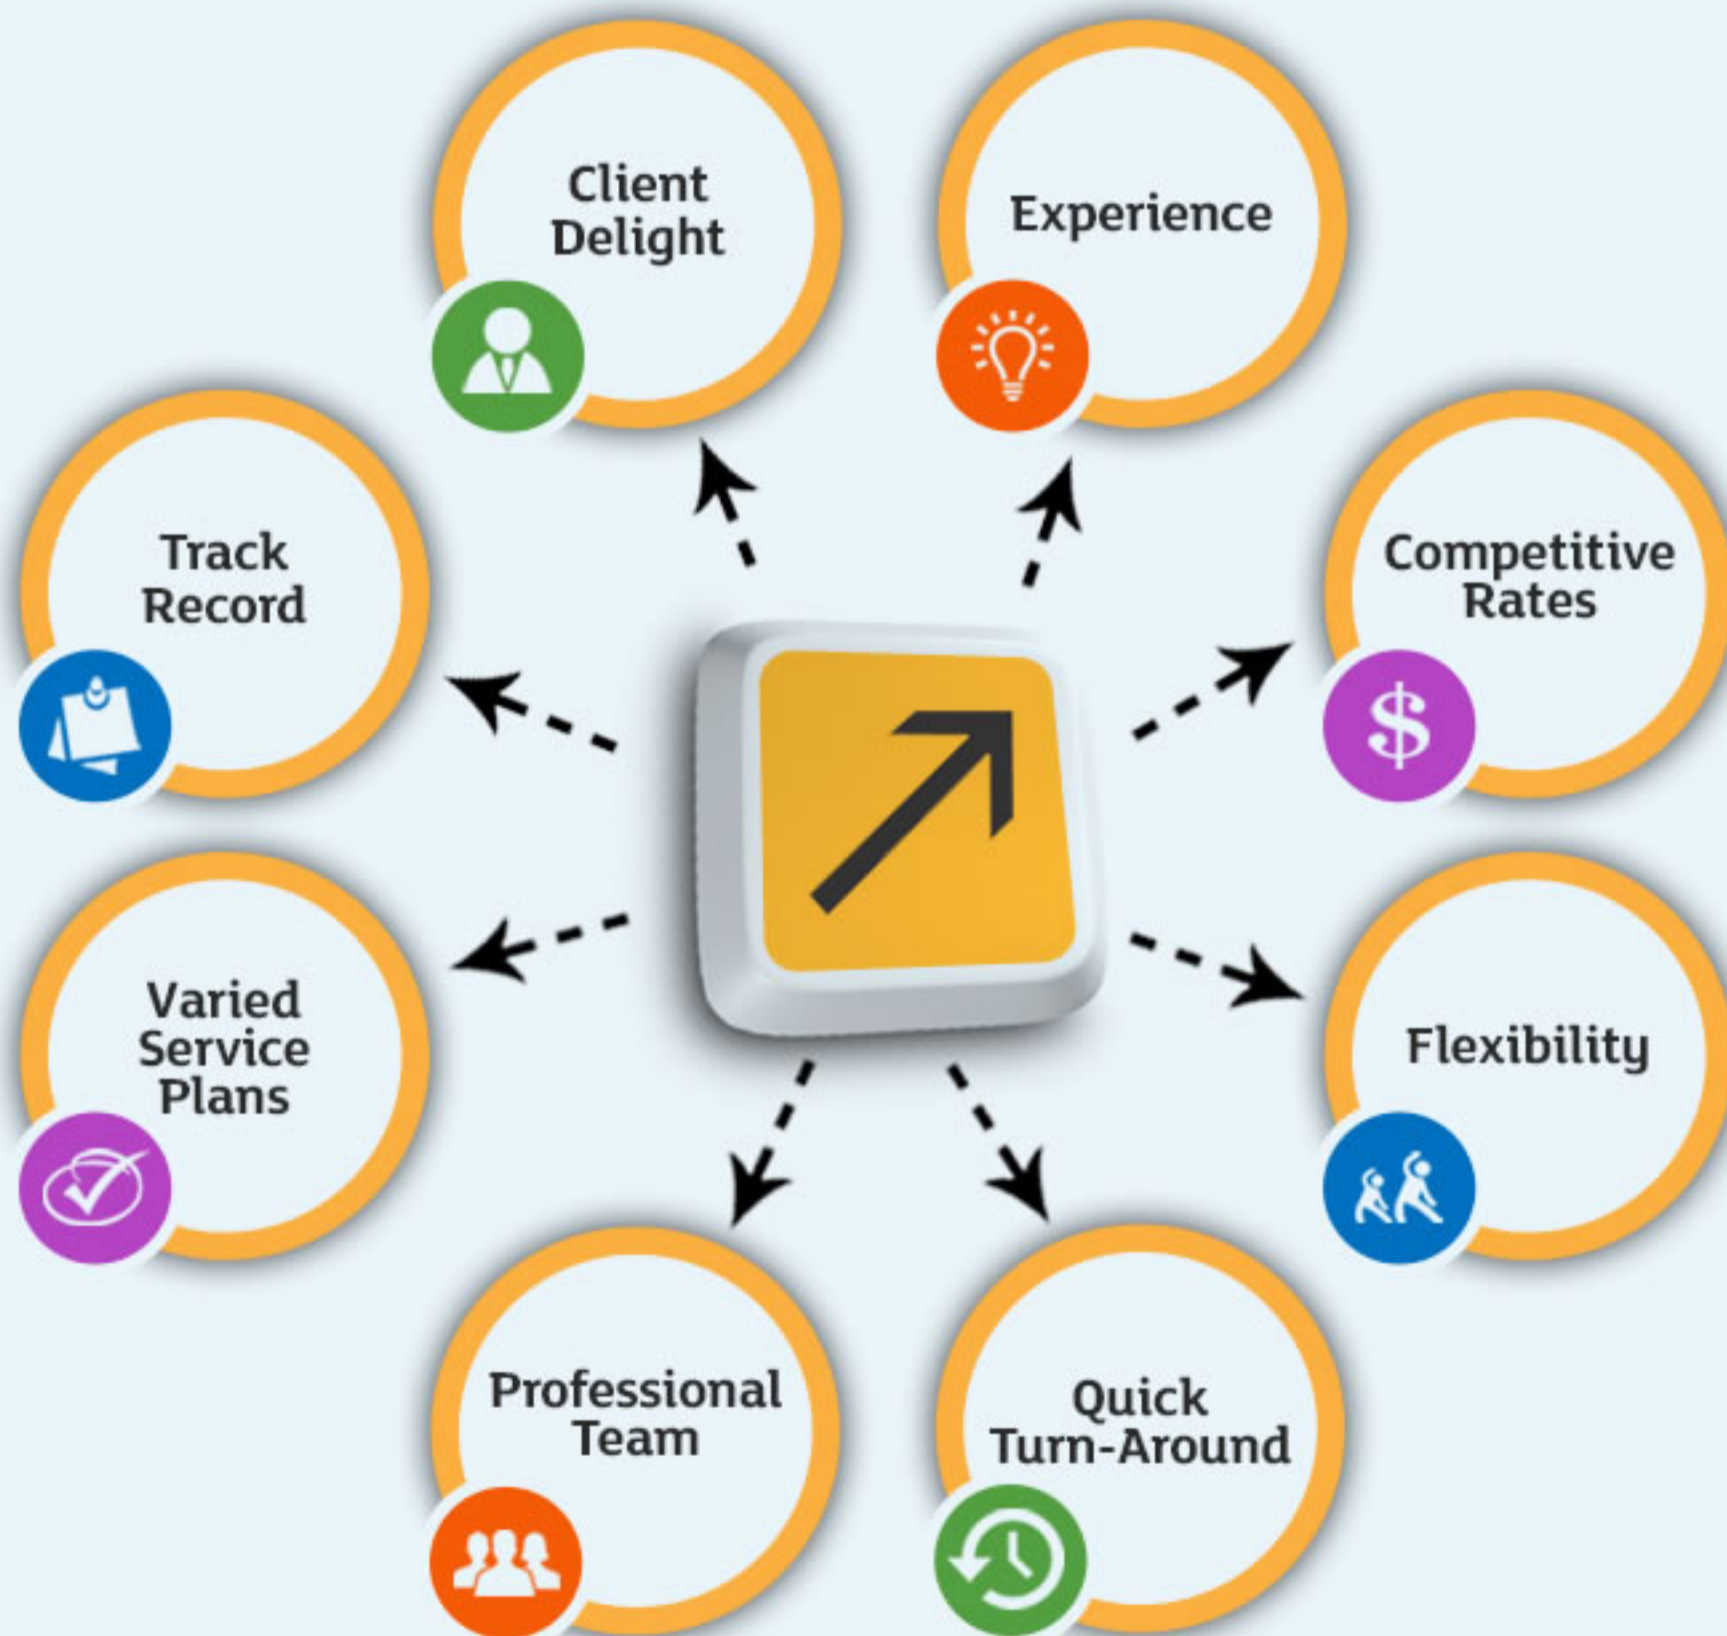 Client
Delight
Experience
Track
Record
Competitive
Rates
Varied
Service
Plans
Flexibility
Professional
Team
Quick
Turn-Around
$